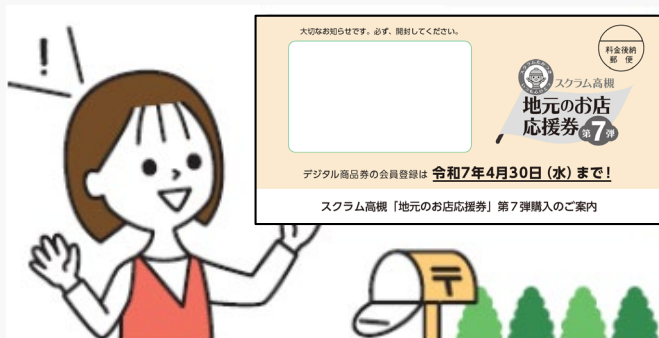 !
大切なお知らせです。必ず、開封してください。
料金後納
郵 便
スクラム高槻
地元のお店
応援券 第7弾
デジタル商品券の会員登録は 令和7年4月30日(水)まで!
スクラム高槻「地元のお店応援券」第7弾購入のご案内
〒